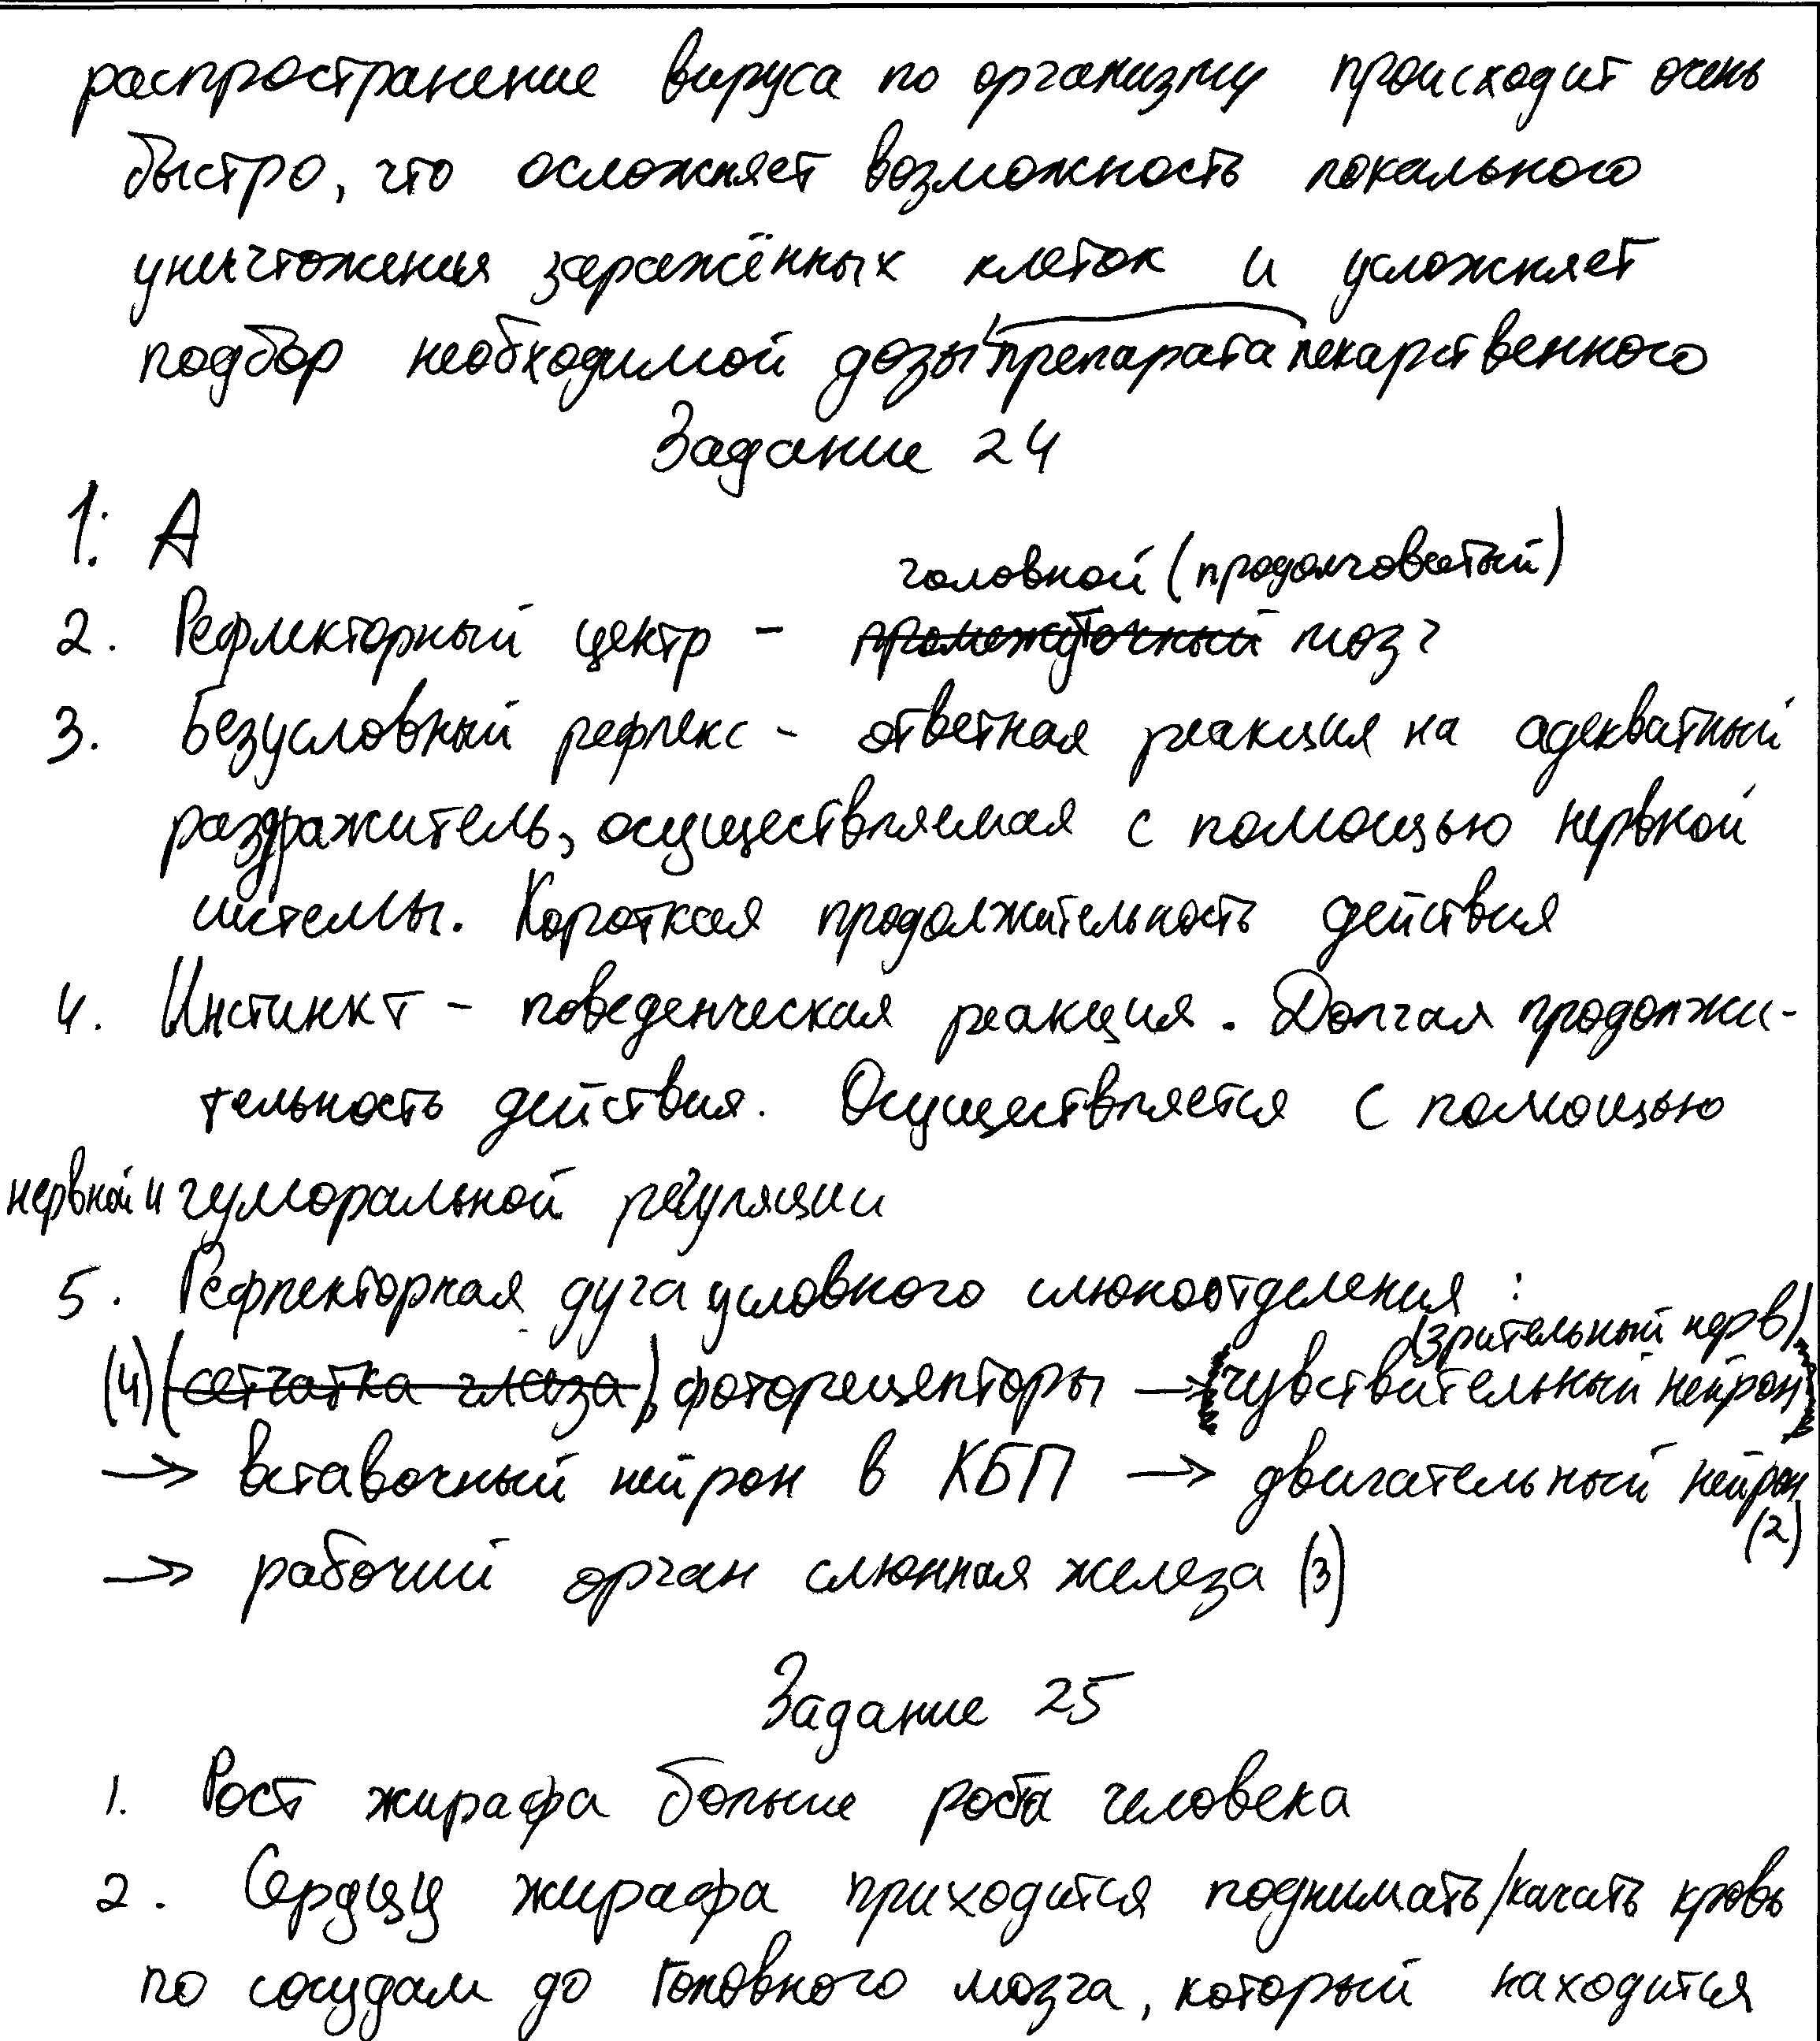 распространение вируса по организму происходит очень
быстро, что осложняет возможность локального
уничтожения заражённых клеток и усложняет
подбор необходимой дозы препарата лекарственного
Задание 24
1. А
головной (продолговатый)
2. Рефлекторный центр - промежуточный мозг
3. Безусловный рефлекс - ответная реакция на адекватный
раздражитель, осуществляемая с помощью нервной
системы. Короткая продолжительность действия
4. Инстинкт - поведенческая реакция. Долгая продолжи-
тельность действия. Осуществляется с помощью
нервной и гуморальной регуляции
5. Рефлекторная дуга условного слюноотделения :
(зрительный нерв)
(4) (сетчатка глаза) фоторецепторы → (чувствительный нейрон)
→ вставочный нейрон в КБП → двигательный нейрон
(2)
→ рабочий орган слюнная железа (3)
Задание 25
1. Рост жирафа больше роста человека
2. Сердцу жирафа приходится поднимать/качать кровь
по сосудам до головного мозга, который находится